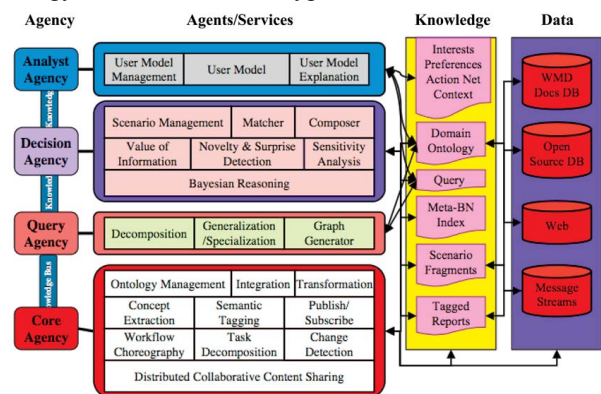 Agency
Agents/Services
Knowledge
Data
Analyst
Agency
User Model
Management
User Model
User Model
Explanation
Knowledge
Decision
Agency
Scenario Management
Matcher
Composer
Value of
Information
Novelty & Surprise
Detection
Sensitivity
Analysis
Bayesian Reasoning
Query
Agency
Decomposition
Generalization
/Specialization
Graph
Generator
Core
Agency
Ontology Management
Integration
Transformation
Concept
Extraction
Semantic
Tagging
Publish/
Subscribe
Workflow
Choreography
Task
Decomposition
Change
Detection
Distributed Collaborative Content Sharing
Interests
Preferences
Action Net
Context
Domain
Ontology
Query
Meta-BN
Index
Scenario
Fragments
Tagged
Reports
WMD
Docs DB
Open
Source DB
Web
Message
Streams